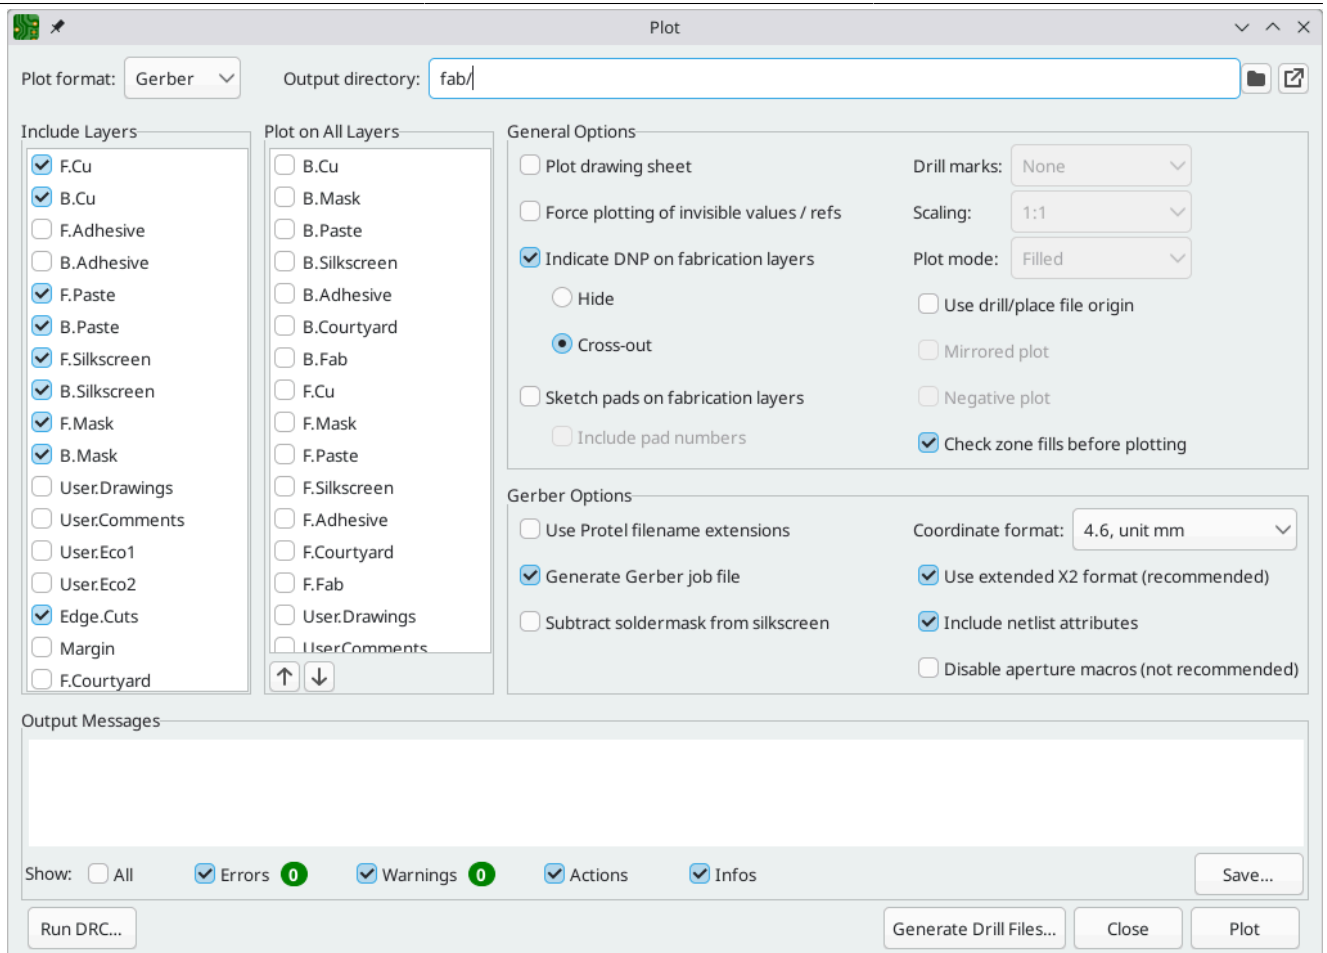 Plot
Plot format: Gerber Output directory: fab/
Include Layers
F.Cu
B.Cu
F.Adhesive
B.Adhesive
F.Paste
B.Paste
F.Silkscreen
B.Silkscreen
F.Mask
B.Mask
User.Drawings
User.Comments
User.Eco1
User.Eco2
Edge.Cuts
Margin
F.Courtyard
Plot on All Layers
B.Cu
B.Mask
B.Paste
B.Silkscreen
B.Adhesive
B.Courtyard
B.Fab
F.Cu
F.Mask
F.Paste
F.Silkscreen
F.Adhesive
F.Courtyard
F.Fab
User.Drawings
User.Comments
General Options
Plot drawing sheet
Force plotting of invisible values / refs
Indicate DNP on fabrication layers
Hide
Cross-out
Sketch pads on fabrication layers
Include pad numbers
Drill marks: None
Scaling: 1:1
Plot mode: Filled
Use drill/place file origin
Mirrored plot
Negative plot
Check zone fills before plotting
Gerber Options
Use Protel filename extensions
Generate Gerber job file
Subtract soldermask from silkscreen
Coordinate format: 4.6, unit mm
Use extended X2 format (recommended)
Include netlist attributes
Disable aperture macros (not recommended)
Output Messages
Show: All Errors 0 Warnings 0 Actions Infos Save...
Run DRC... Generate Drill Files... Close Plot